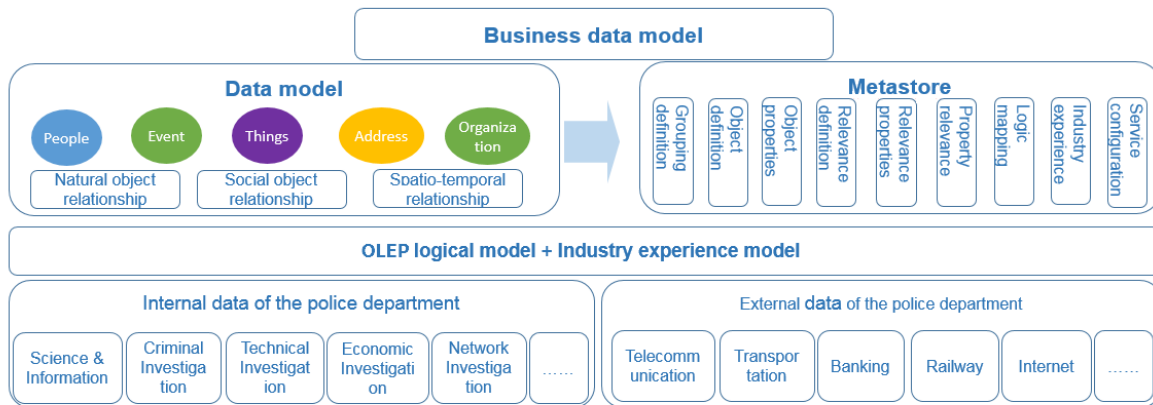 Business data model
Data model
People
Event
Things
Address
Organiza
tion
Natural object
relationship
Social object
relationship
Spatio-temporal
relationship
Metastore
Grouping
definition
Object
definition
Object
properties
Relevance
definition
Relevance
properties
Property
relevance
Logic
mapping
Industry
experience
Service
configuration
OLEP logical model + Industry experience model
Internal data of the police department
Science &
Information
Criminal
Investiga
tion
Technical
Investigat
ion
Economic
Investigati
on
Network
Investiga
tion
……
External data of the police department
Telecomm
unication
Transpor
tation
Banking
Railway
Internet
……